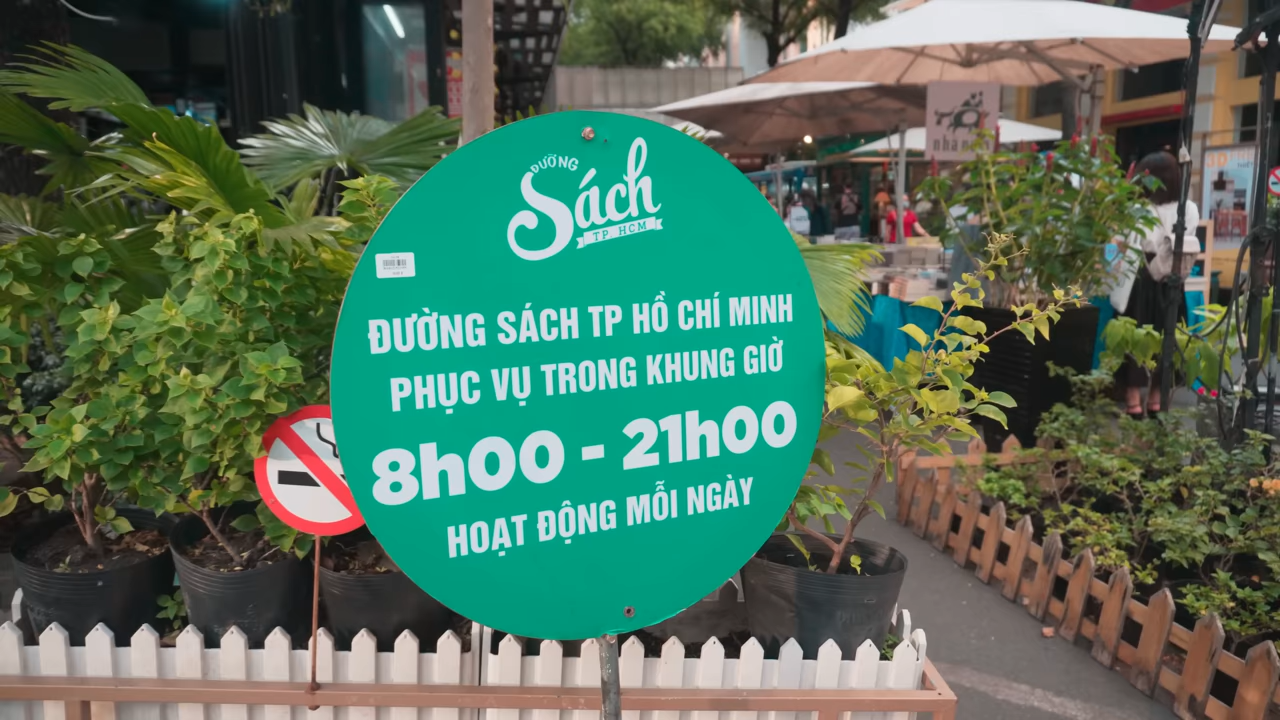 ĐƯỜNG
Sách
TP HCM
ĐƯỜNG SÁCH TP HỒ CHÍ MINH
PHỤC VỤ TRONG KHUNG GIỜ
8h00 - 21h00
HOẠT ĐỘNG MỖI NGÀY